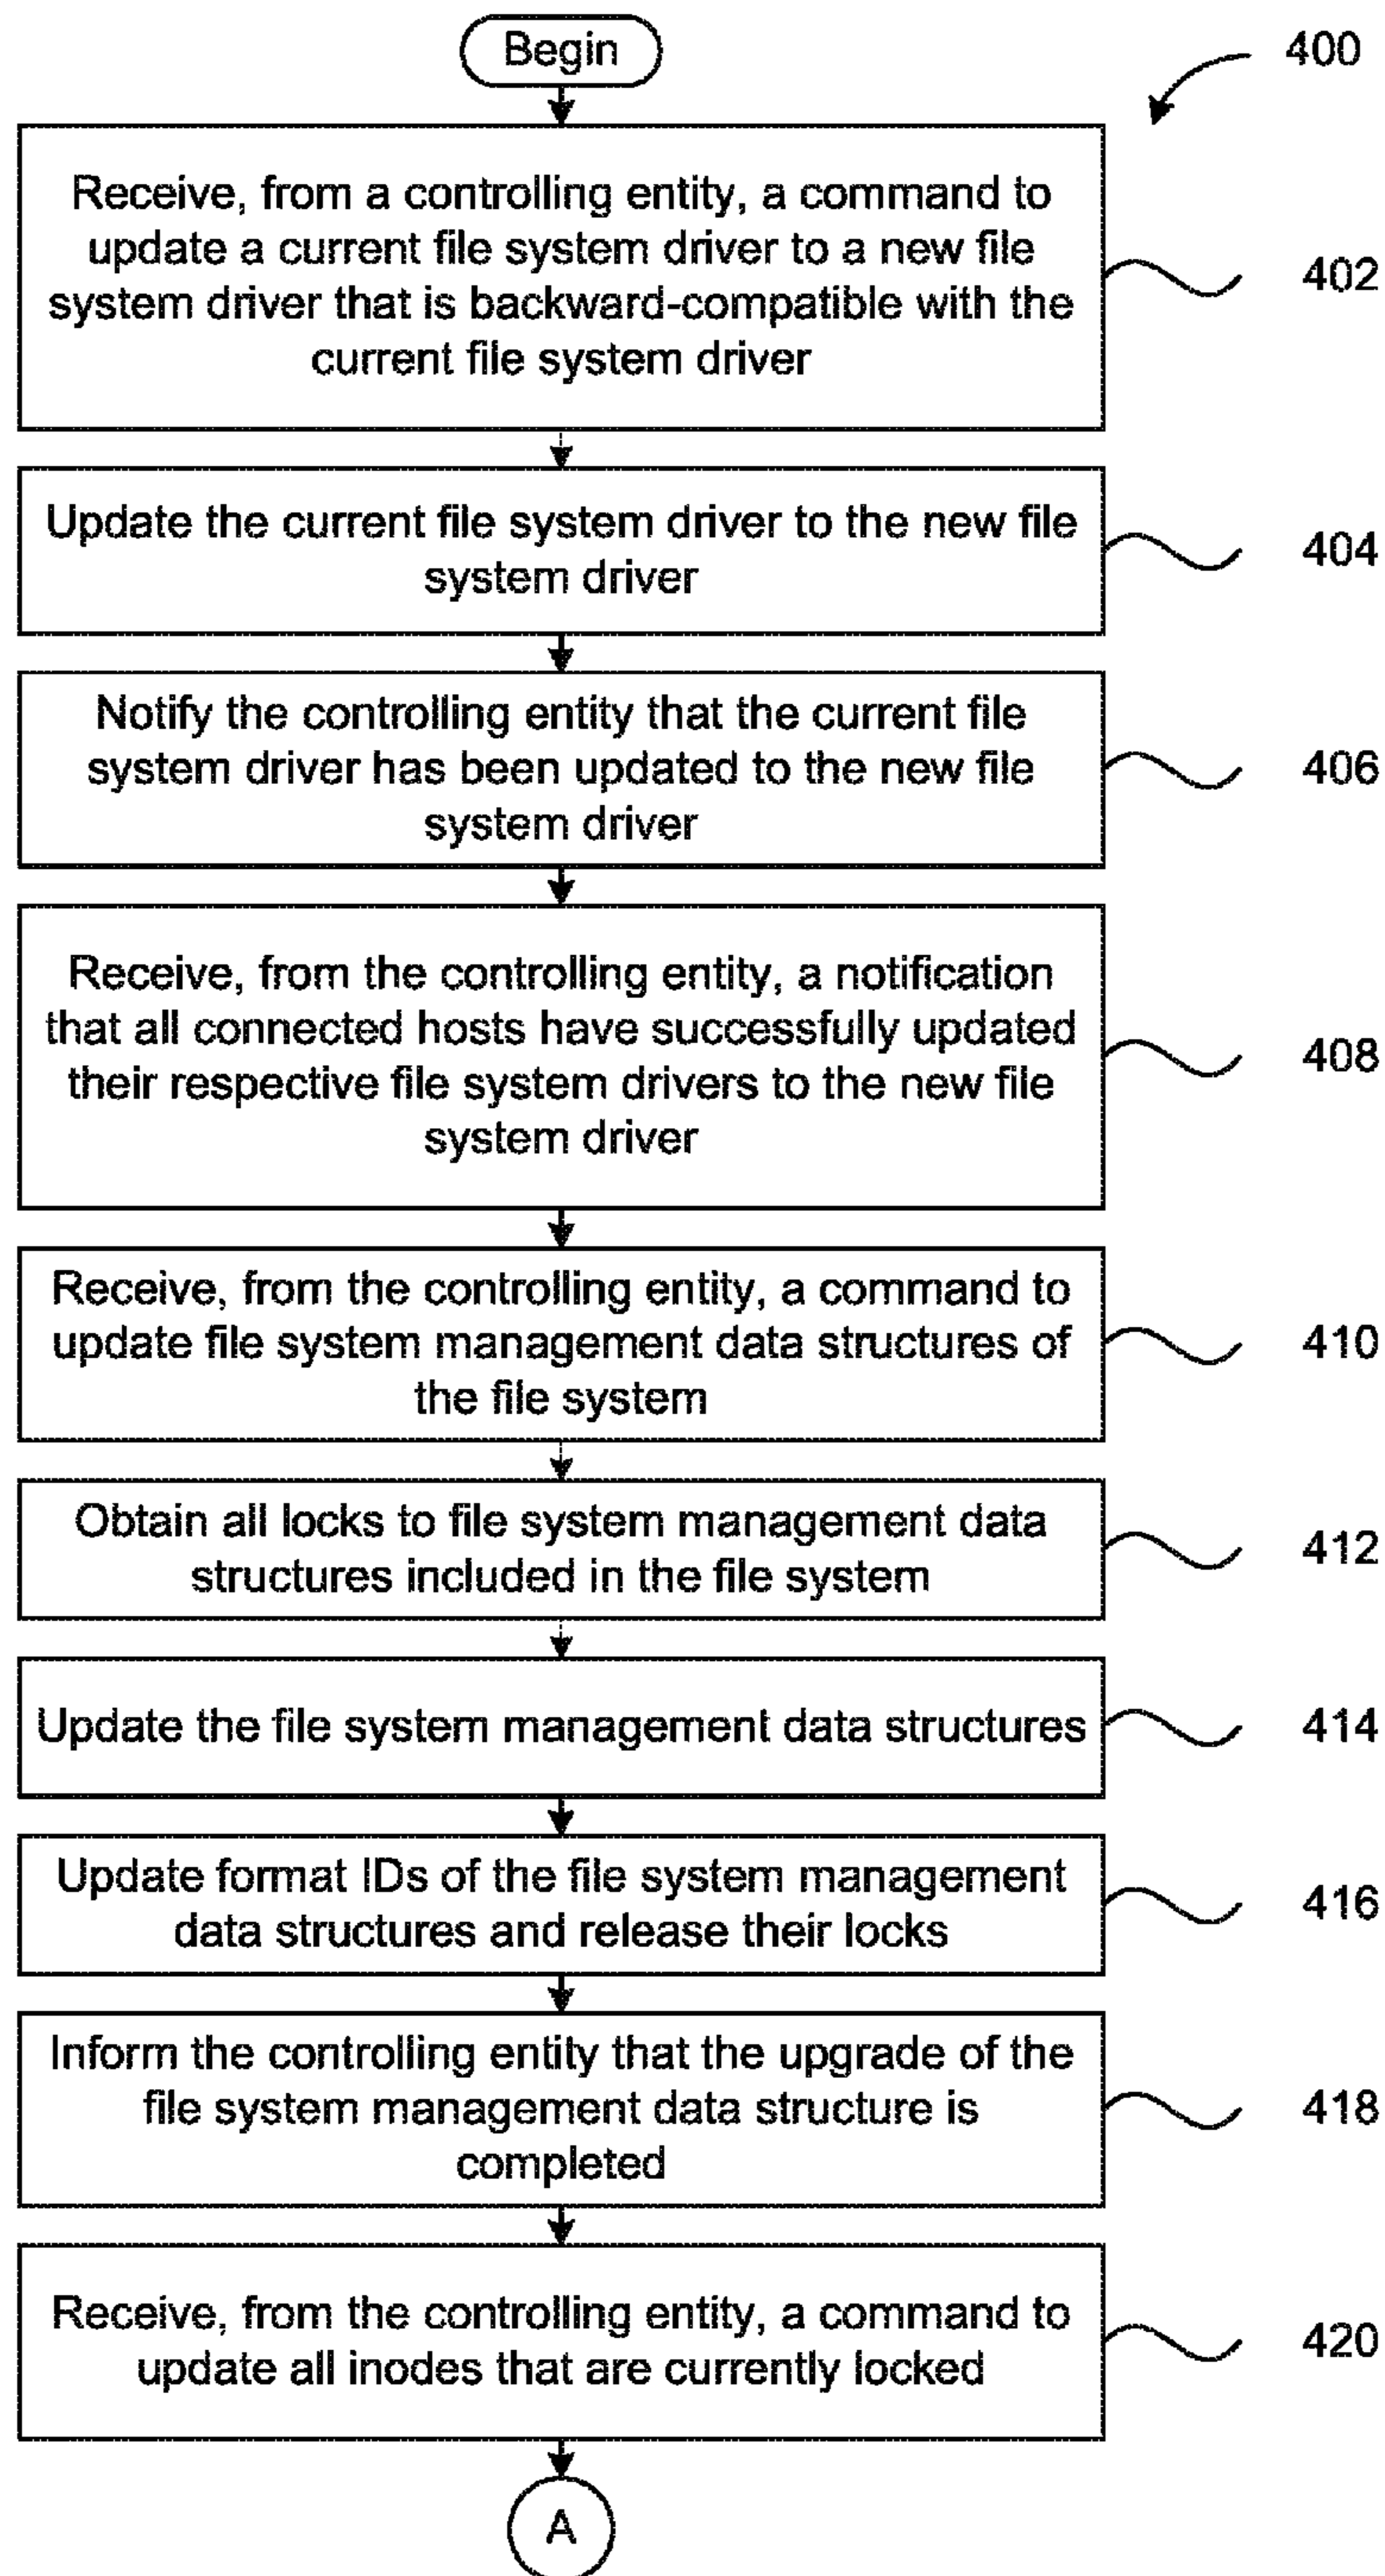 Begin
400
Receive, from a controlling entity, a command to
update a current file system driver to a new file
system driver that is backward-compatible with the
current file system driver
402
Update the current file system driver to the new file
system driver
404
Notify the controlling entity that the current file
system driver has been updated to the new file
system driver
406
Receive, from the controlling entity, a notification
that all connected hosts have successfully updated
their respective file system drivers to the new file
system driver
408
Receive, from the controlling entity, a command to
update file system management data structures of
the file system
410
Obtain all locks to file system management data
structures included in the file system
412
Update the file system management data structures
414
Update format IDs of the file system management
data structures and release their locks
416
Inform the controlling entity that the upgrade of the
file system management data structure is
completed
418
Receive, from the controlling entity, a command to
update all inodes that are currently locked
420
A